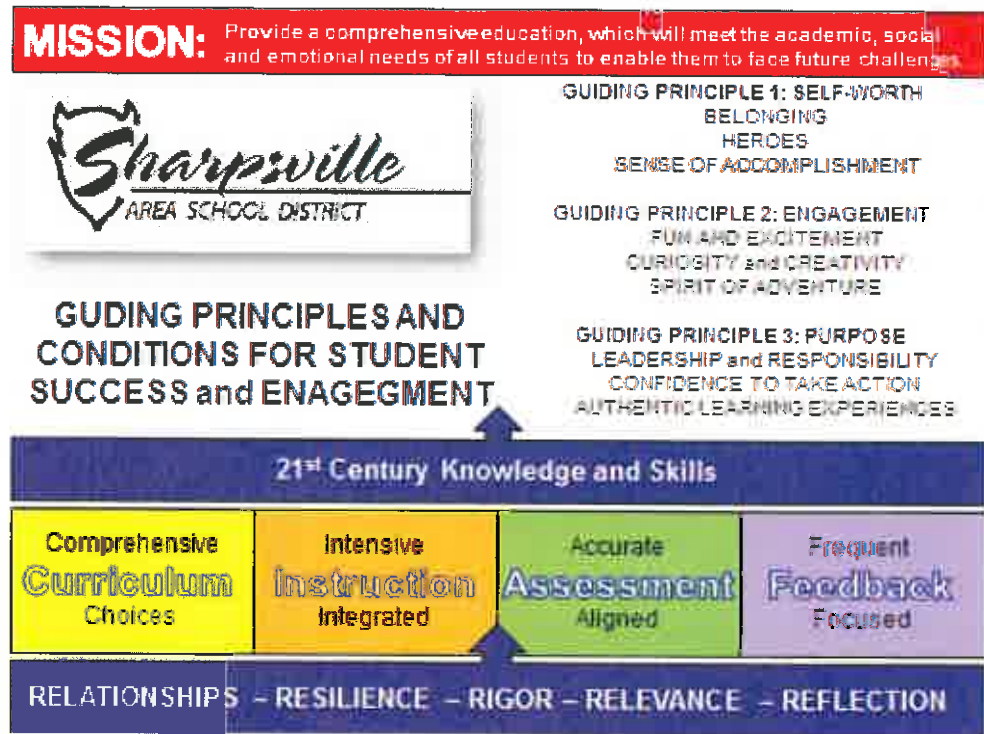 MISSION: Provide a comprehensive education, which will meet the academic, social
and emotional needs of all students to enable them to face future challenges
Sharpsville
AREA SCHOOL DISTRICT
GUDING PRINCIPLES AND
CONDITIONS FOR STUDENT
SUCCESS and ENAGEGMENT
GUIDING PRINCIPLE 1: SELF-WORTH
BELONGING
HEROES
SENSE OF ACCOMPLISHMENT
GUIDING PRINCIPLE 2: ENGAGEMENT
FUN AND EXCITEMENT
CURIOSITY and CREATIVITY
SPIRIT OF ADVENTURE
GUIDING PRINCIPLE 3: PURPOSE
LEADERSHIP and RESPONSIBILITY
CONFIDENCE TO TAKE ACTION
AUTHENTIC LEARNING EXPERIENCES
21st Century Knowledge and Skills
Comprehensive
Curriculum
Choices
Intensive
Instruction
Integrated
Accurate
Assessment
Aligned
Frequent
Feedback
Focused
RELATIONSHIPS – RESILIENCE – RIGOR – RELEVANCE – REFLECTION